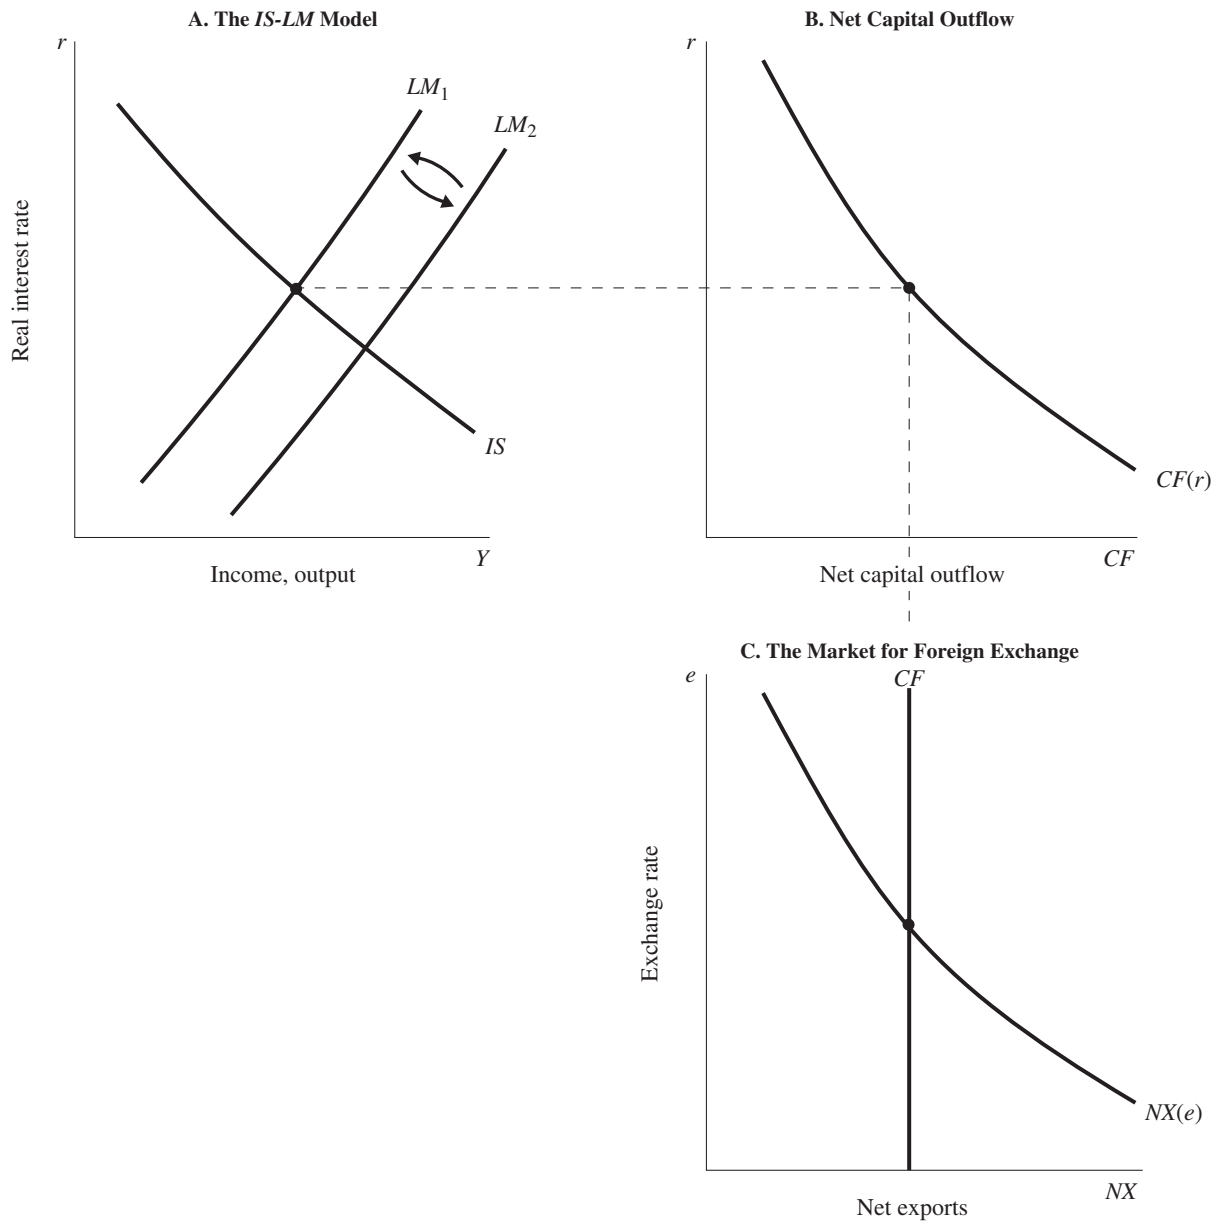 A. The IS-LM Model
r
LM1
LM2
Real interest rate
IS
Y
Income, output
B. Net Capital Outflow
r
CF(r)
CF
Net capital outflow
C. The Market for Foreign Exchange
e
CF
Exchange rate
NX(e)
NX
Net exports